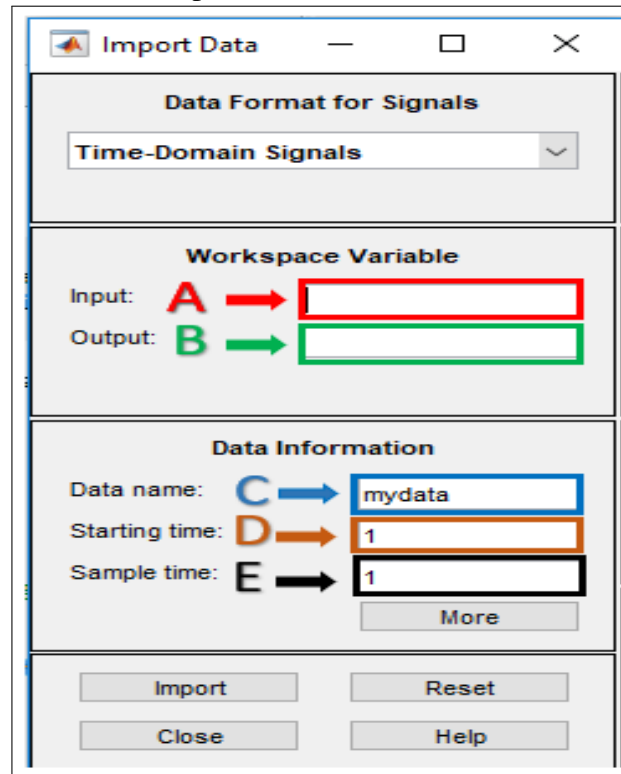 Import Data
Data Format for Signals
Time-Domain Signals
Workspace Variable
Input: A
Output: B
Data Information
Data name: C mydata
Starting time: D 1
Sample time: E 1
More
Import Reset
Close Help